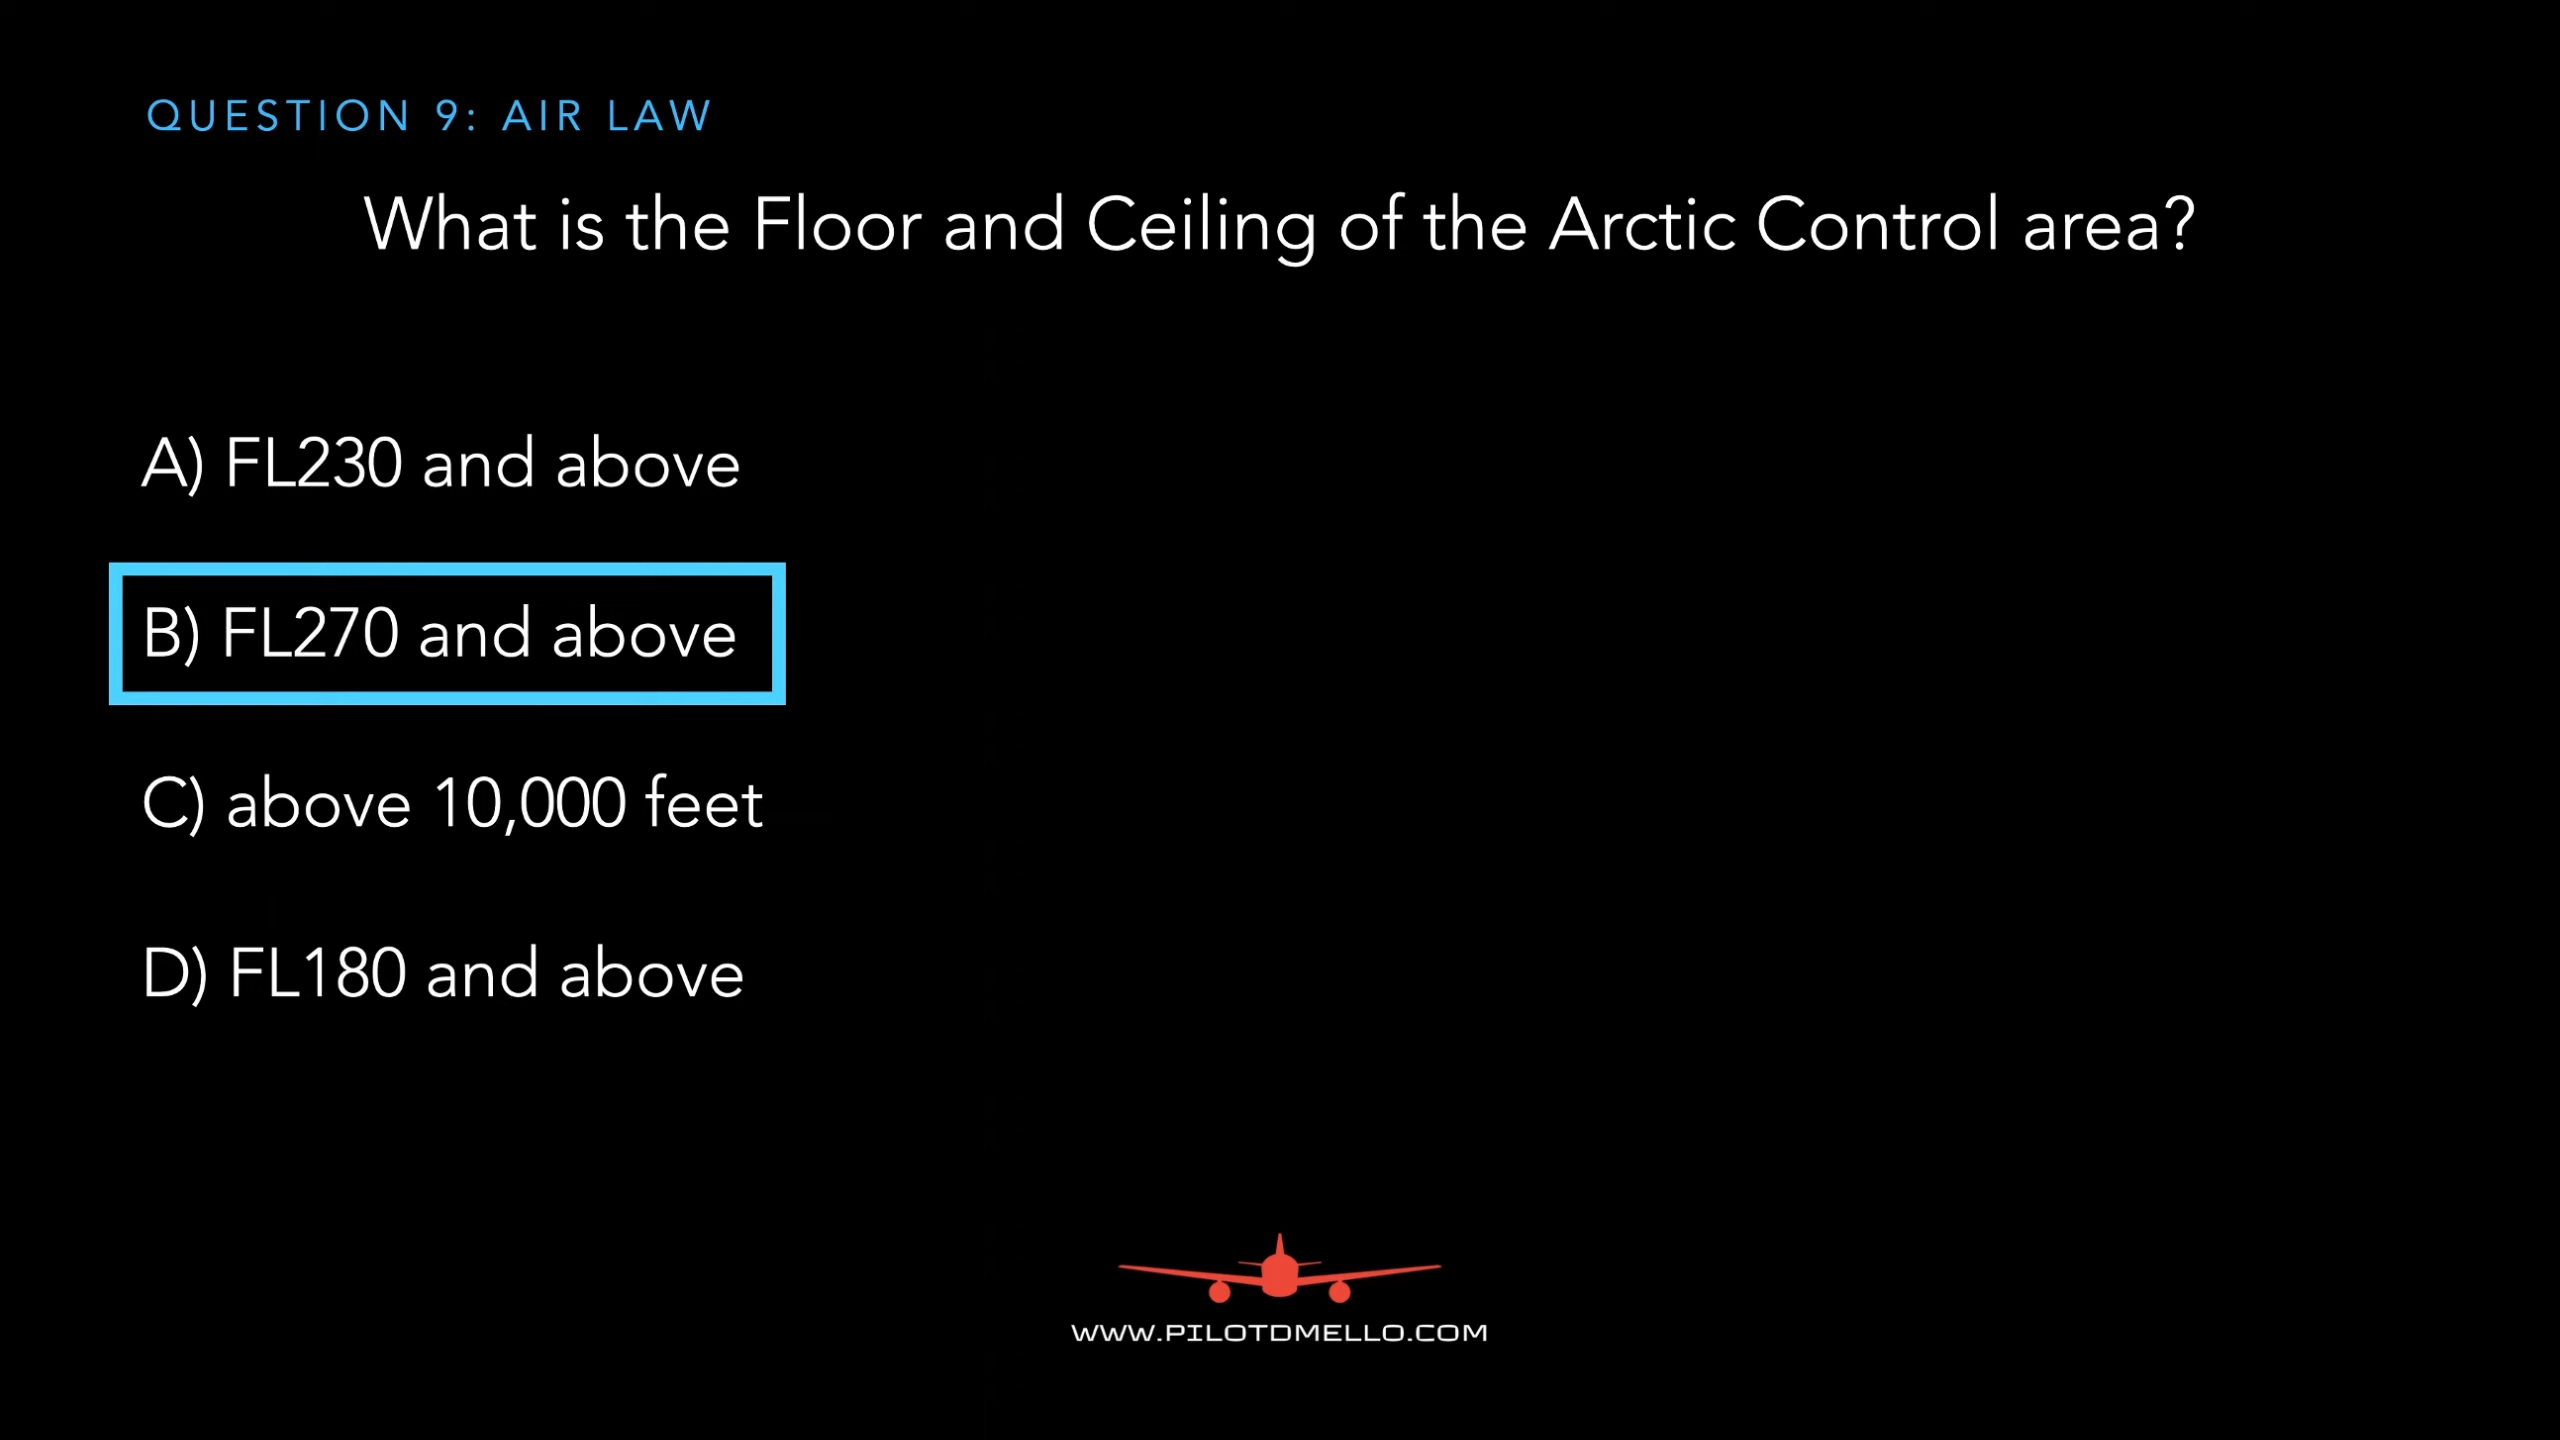 QUESTION 9: AIR LAW
What is the Floor and Ceiling of the Arctic Control area?
A) FL230 and above
B) FL270 and above
C) above 10,000 feet
D) FL180 and above
WWW.PILOTDMELLO.COM